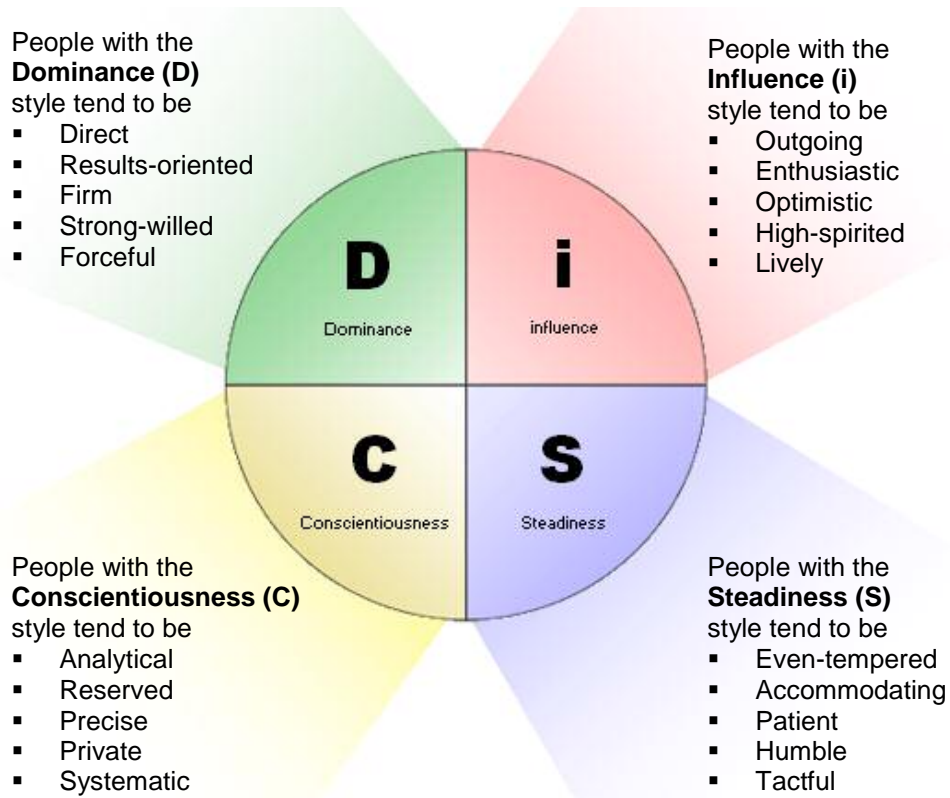 People with the
Dominance (D)
style tend to be
▪ Direct
▪ Results-oriented
▪ Firm
▪ Strong-willed
▪ Forceful
People with the
Influence (i)
style tend to be
▪ Outgoing
▪ Enthusiastic
▪ Optimistic
▪ High-spirited
▪ Lively
D
Dominance
i
influence
C
Conscientiousness
S
Steadiness
People with the
Conscientiousness (C)
style tend to be
▪ Analytical
▪ Reserved
▪ Precise
▪ Private
▪ Systematic
People with the
Steadiness (S)
style tend to be
▪ Even-tempered
▪ Accommodating
▪ Patient
▪ Humble
▪ Tactful